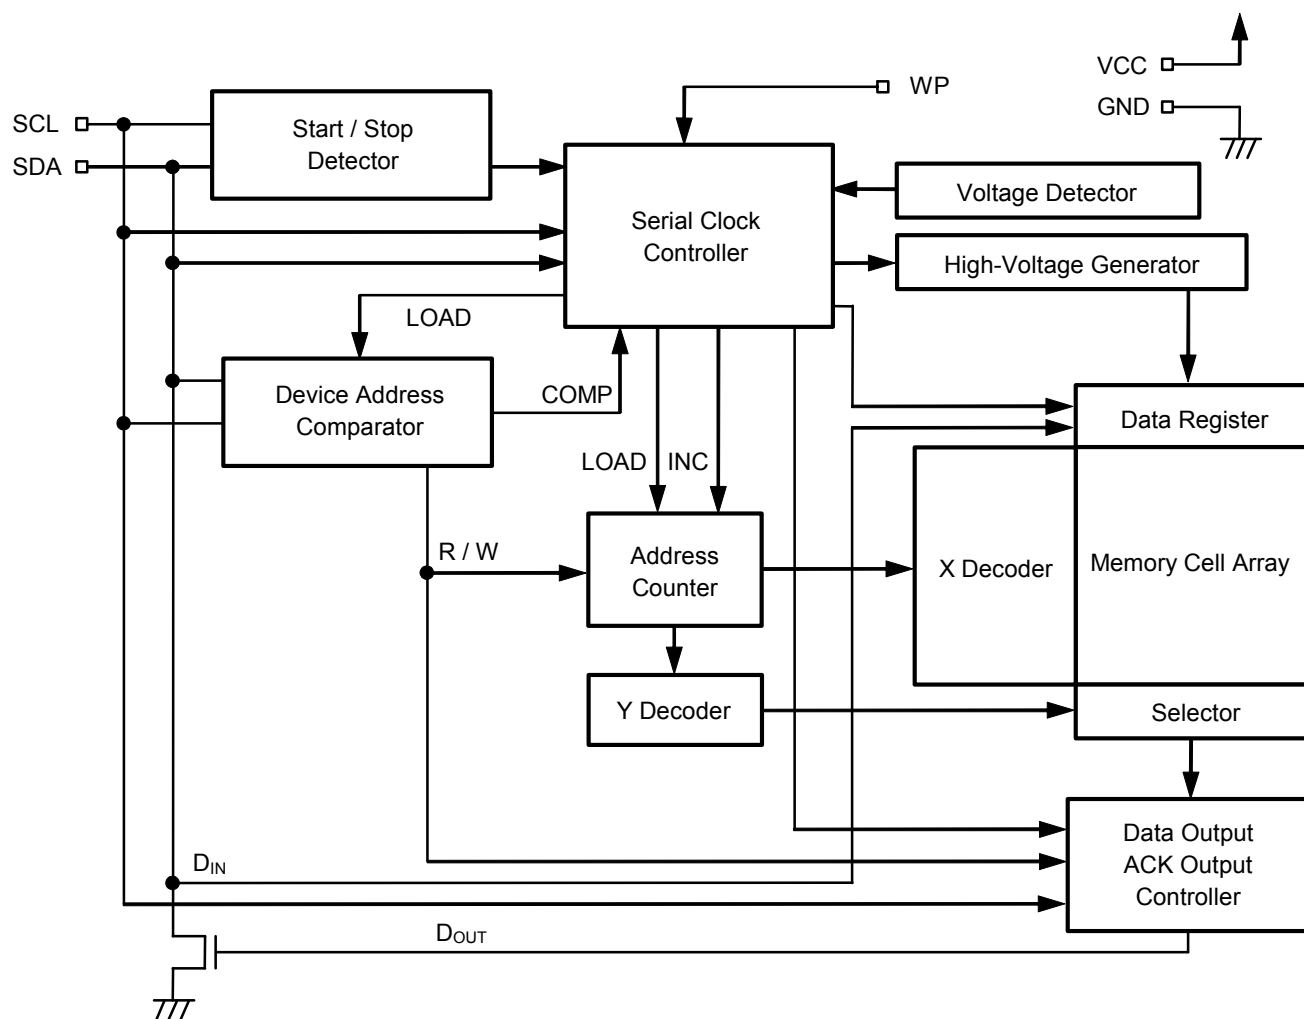 WP
VCC
GND
SCL
SDA
Start / Stop
Detector
Serial Clock
Controller
Voltage Detector
High-Voltage Generator
LOAD
Device Address
Comparator
COMP
Data Register
LOAD
INC
R / W
Address
Counter
X Decoder
Memory Cell Array
Y Decoder
Selector
Data Output
ACK Output
Controller
DIN
DOUT